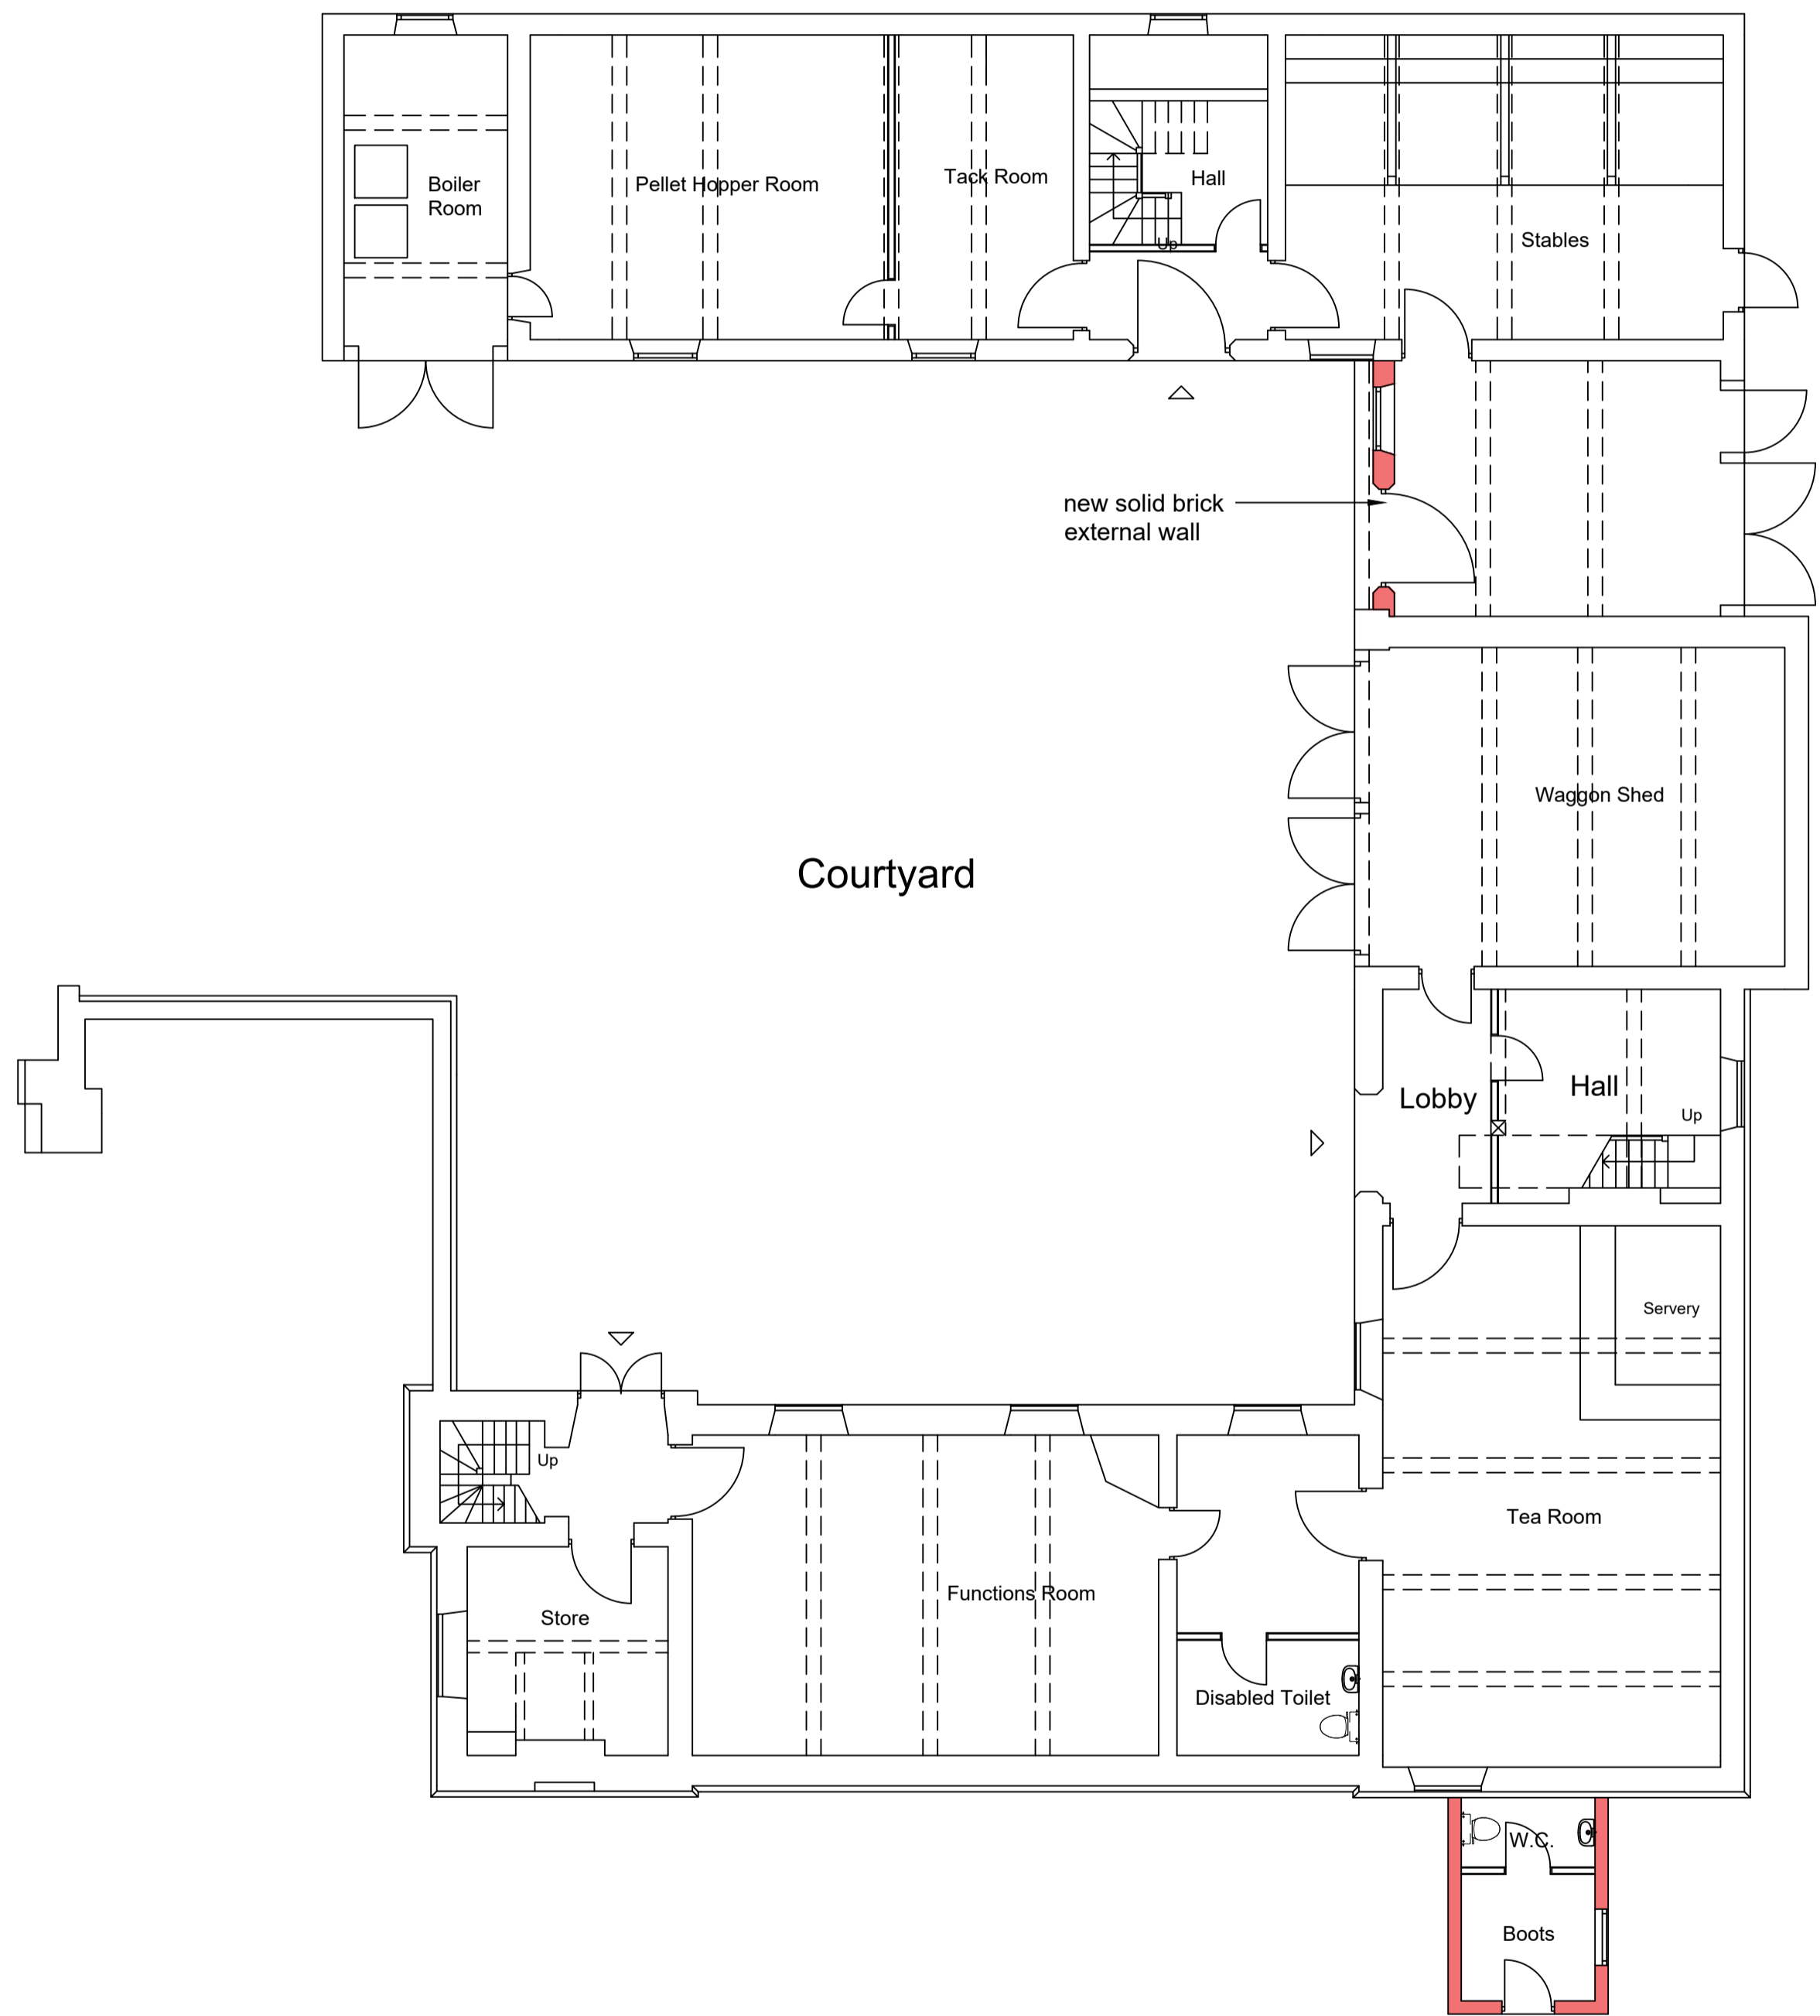 Boiler
Room
Pellet Hopper Room
Tack Room
Hall
Up
Stables
new solid brick
external wall
Waggon Shed
Courtyard
Lobby
Hall
Up
Servery
Up
Tea Room
Functions Room
Store
Disabled Toilet
W.C.
Boots